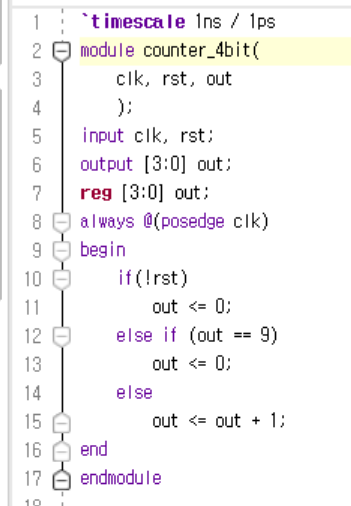 1 `timescale 1ns / 1ps
2 module counter_4bit(
3 clk, rst, out
4 );
5 input clk, rst;
6 output [3:0] out;
7 reg [3:0] out;
8 always @(posedge clk)
9 begin
10 if(!rst)
11 out <= 0;
12 else if (out == 9)
13 out <= 0;
14 else
15 out <= out + 1;
16 end
17 endmodule
18